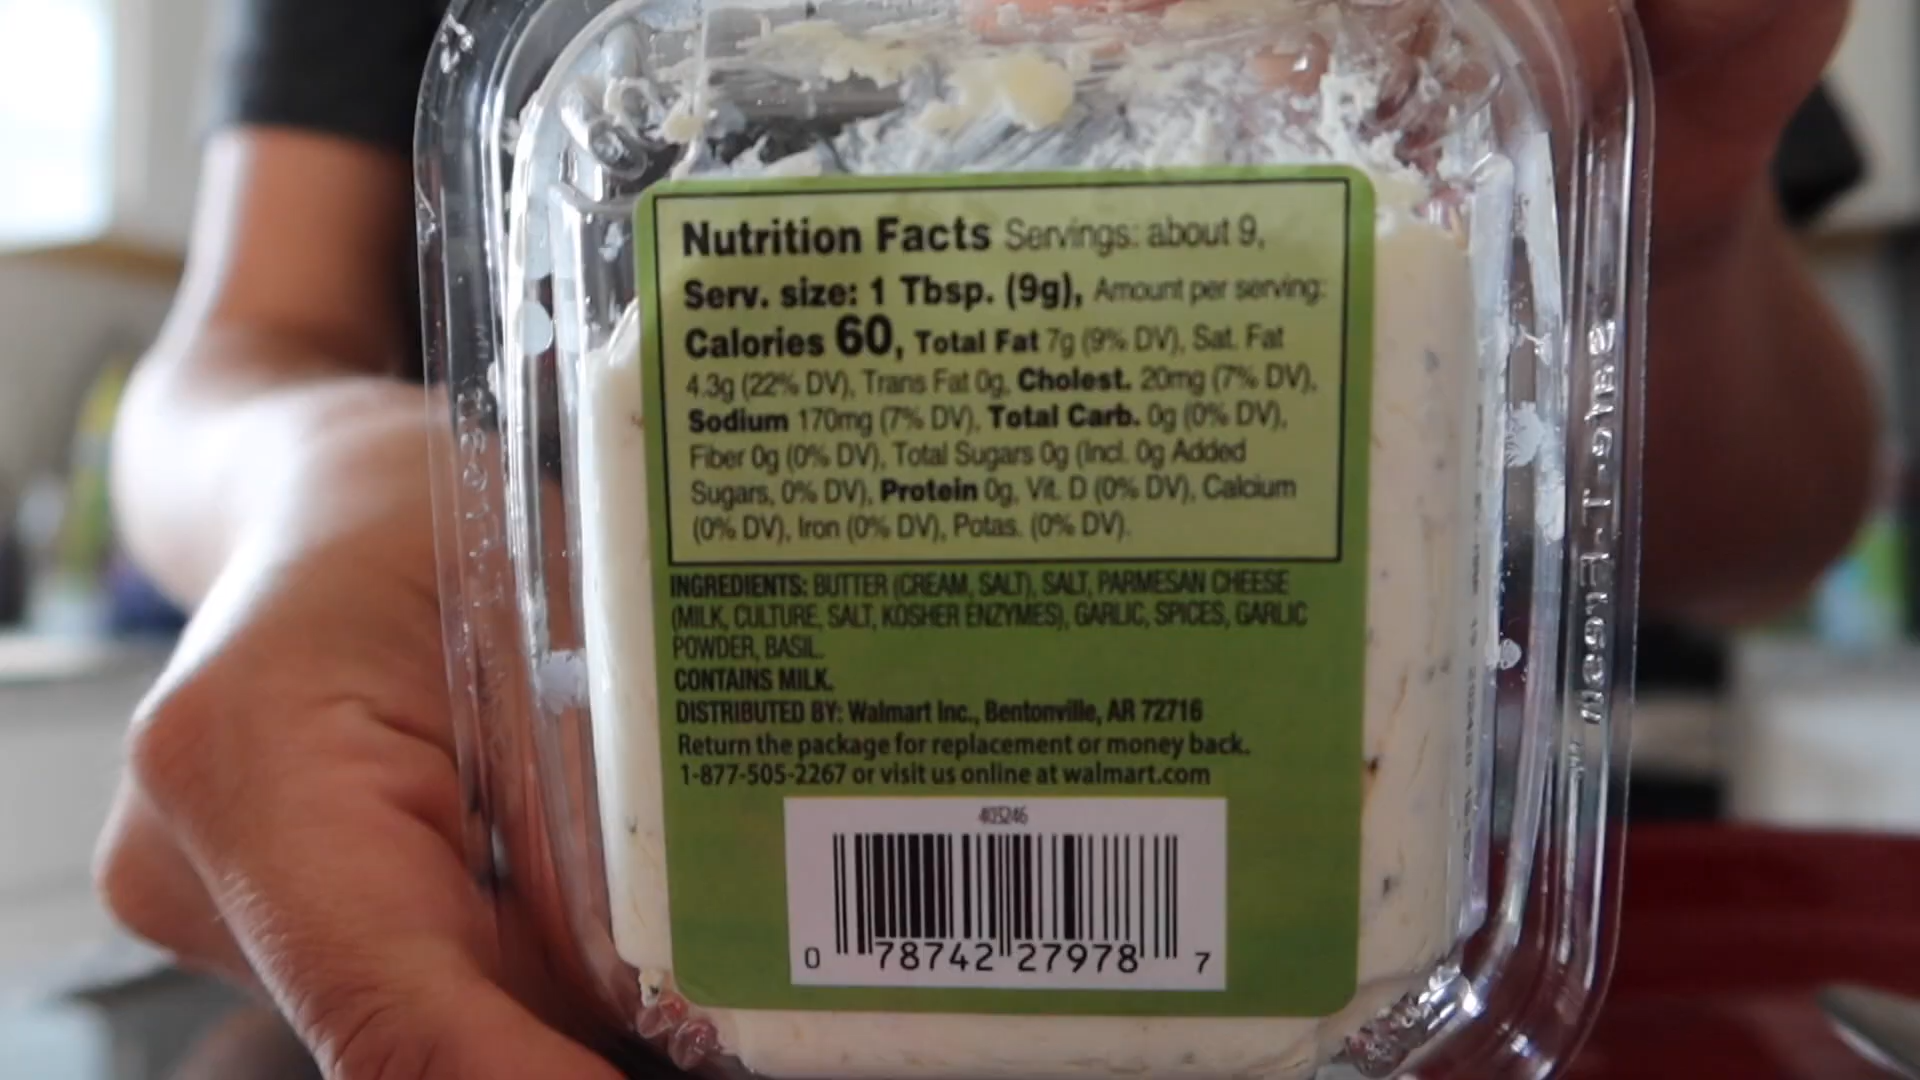 Nutrition Facts Servings: about 9,
Serv. size: 1 Tbsp. (9g), Amount per serving:
Calories 60, Total Fat 7g (9% DV), Sat. Fat
4.3g (22% DV), Trans Fat 0g, Cholest. 20mg (7% DV),
Sodium 170mg (7% DV), Total Carb. 0g (0% DV),
Fiber 0g (0% DV), Total Sugars 0g (Incl. 0g Added
Sugars, 0% DV), Protein 0g, Vit. D (0% DV), Calcium
(0% DV), Iron (0% DV), Potas. (0% DV).
INGREDIENTS: BUTTER (CREAM, SALT), SALT, PARMESAN CHEESE
(MILK, CULTURE, SALT, KOSHER ENZYMES), GARLIC, SPICES, GARLIC
POWDER, BASIL.
CONTAINS MILK.
DISTRIBUTED BY: Walmart Inc., Bentonville, AR 72716
Return the package for replacement or money back.
1-877-505-2267 or visit us online at walmart.com
403246
0 78742 27978 7